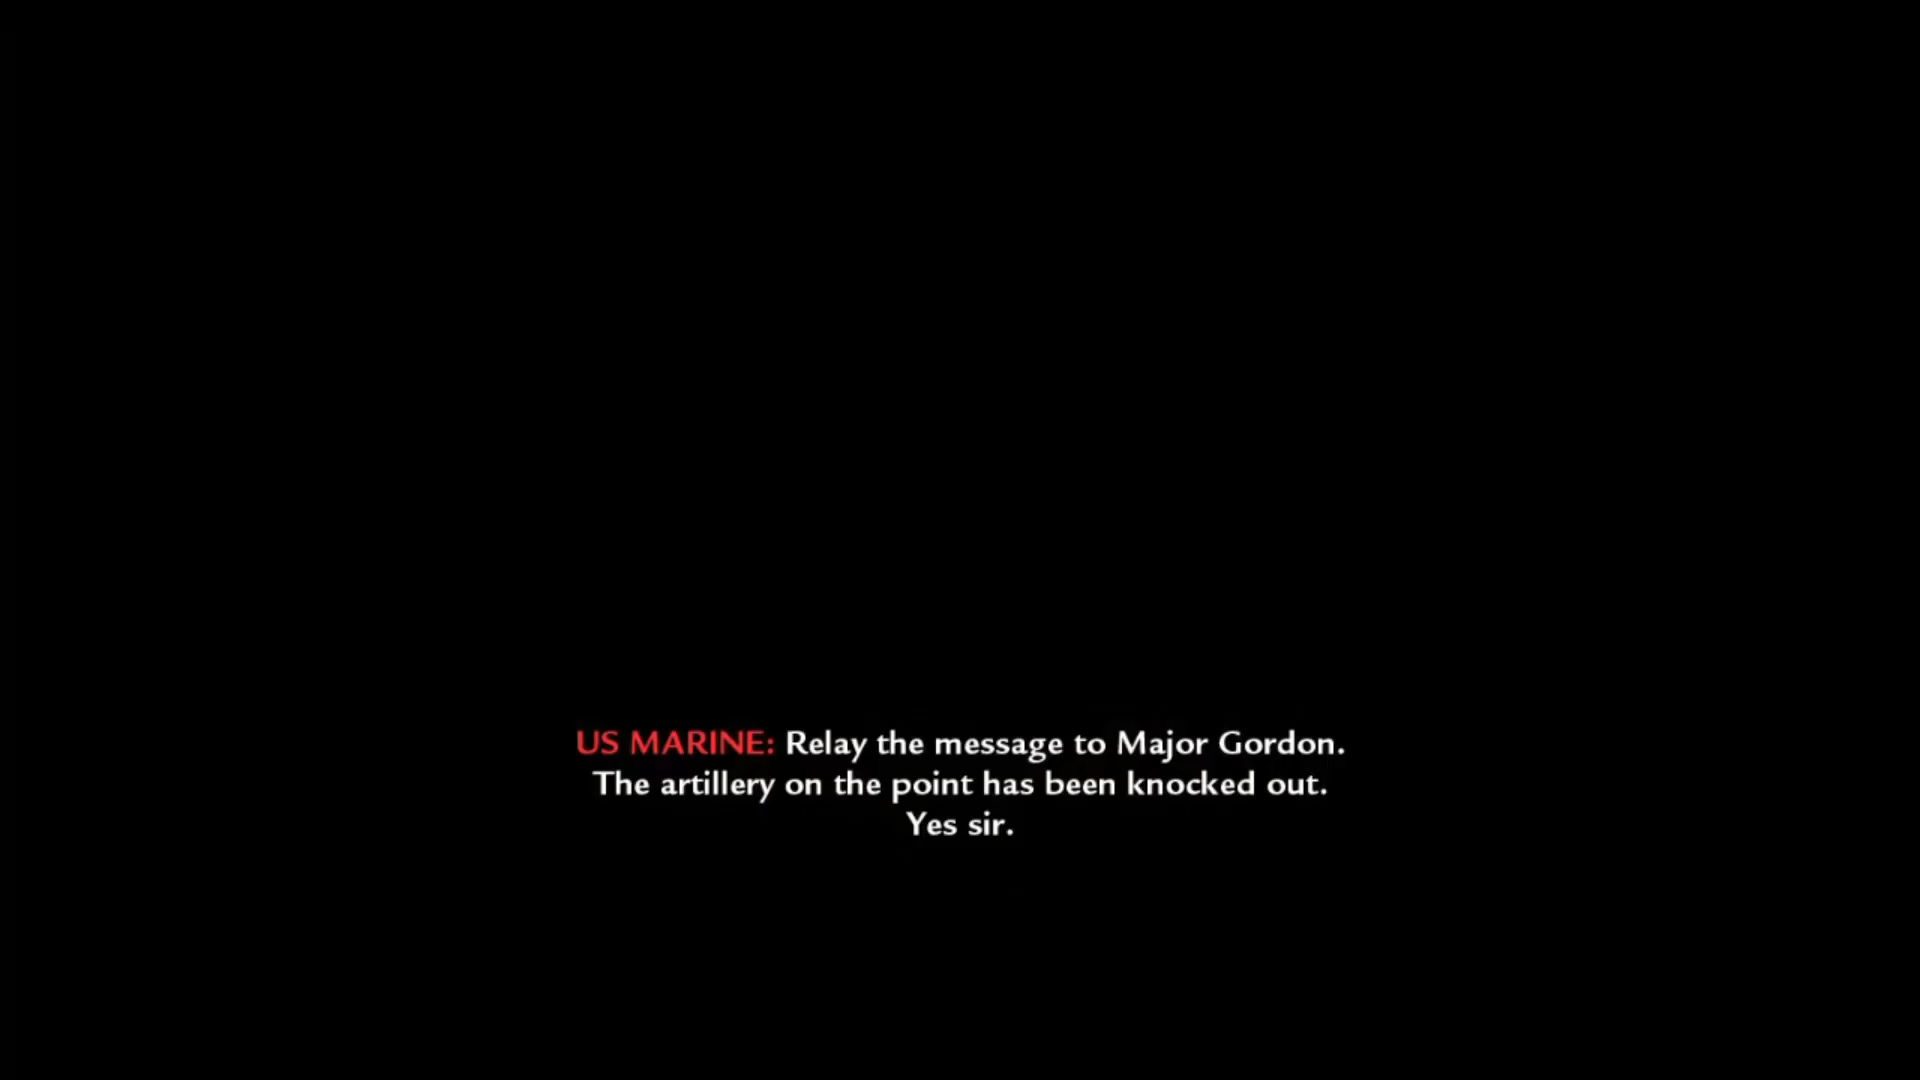 US MARINE: Relay the message to Major Gordon.
The artillery on the point has been knocked out.
Yes sir.